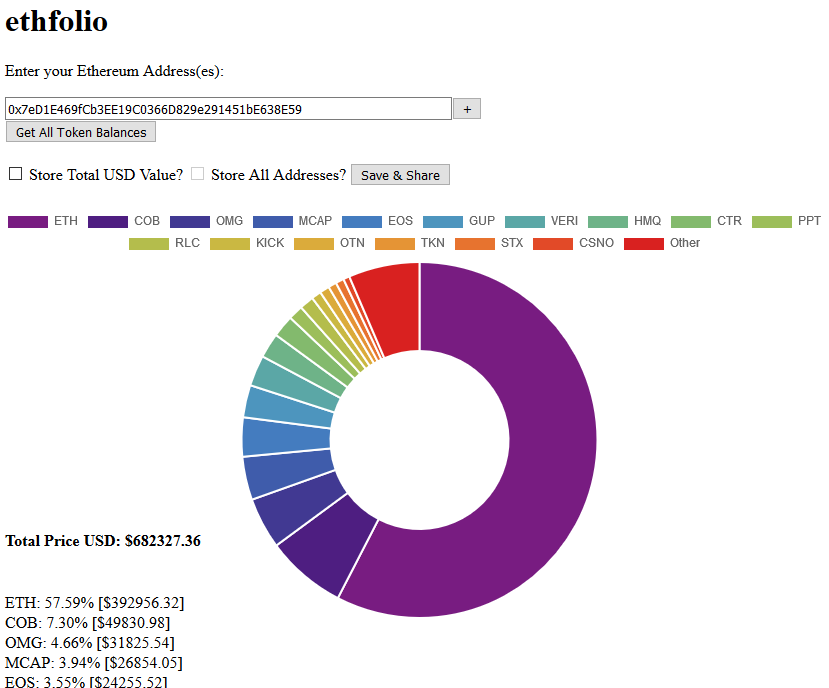 ethfolio
Enter your Ethereum Address(es):
0x7eD1E469fCb3EE19C0366D829e291451bE638E59 +
Get All Token Balances
Store Total USD Value? Store All Addresses? Save & Share
ETH COB OMG MCAP EOS GUP VERI HMQ CTR PPT
RLC KICK OTN TKN STX CSNO Other
Total Price USD: $682327.36
ETH: 57.59% [$392956.32]
COB: 7.30% [$49830.98]
OMG: 4.66% [$31825.54]
MCAP: 3.94% [$26854.05]
EOS: 3.55% [$24255.52]